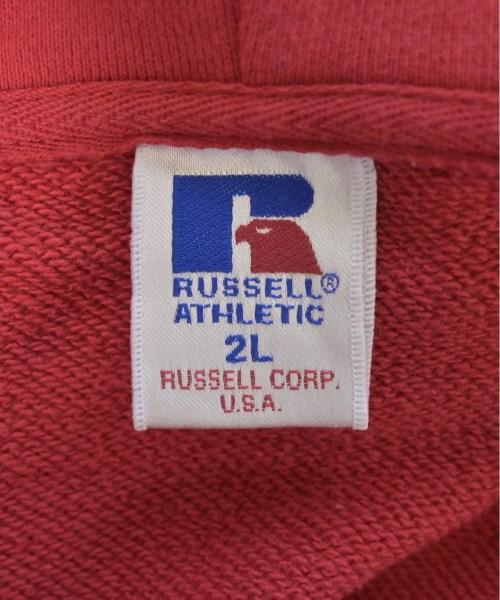 RUSSELL®
ATHLETIC
2L
RUSSELL CORP.
U.S.A.